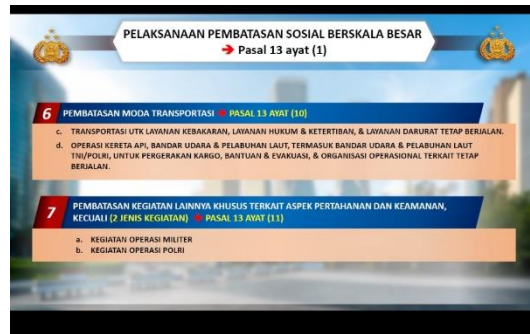 PELAKSANAAN PEMBATASAN SOSIAL BERSKALA BESAR
➔ Pasal 13 ayat (1)
6 PEMBATASAN MODA TRANSPORTASI ➔ PASAL 13 AYAT (10)
c. TRANSPORTASI UTK LAYANAN KEBAKARAN, LAYANAN HUKUM & KETERTIBAN, & LAYANAN DARURAT TETAP BERJALAN.
d. OPERASI KERETA API, BANDAR UDARA & PELABUHAN LAUT, TERMASUK BANDAR UDARA & PELABUHAN LAUT
TNI/POLRI, UNTUK PERGERAKAN KARGO, BANTUAN & EVAKUASI, & ORGANISASI OPERASIONAL TERKAIT TETAP
BERJALAN.
7 PEMBATASAN KEGIATAN LAINNYA KHUSUS TERKAIT ASPEK PERTAHANAN DAN KEAMANAN,
KECUALI (2 JENIS KEGIATAN) ➔ PASAL 13 AYAT (11)
a. KEGIATAN OPERASI MILITER
b. KEGIATAN OPERASI POLRI